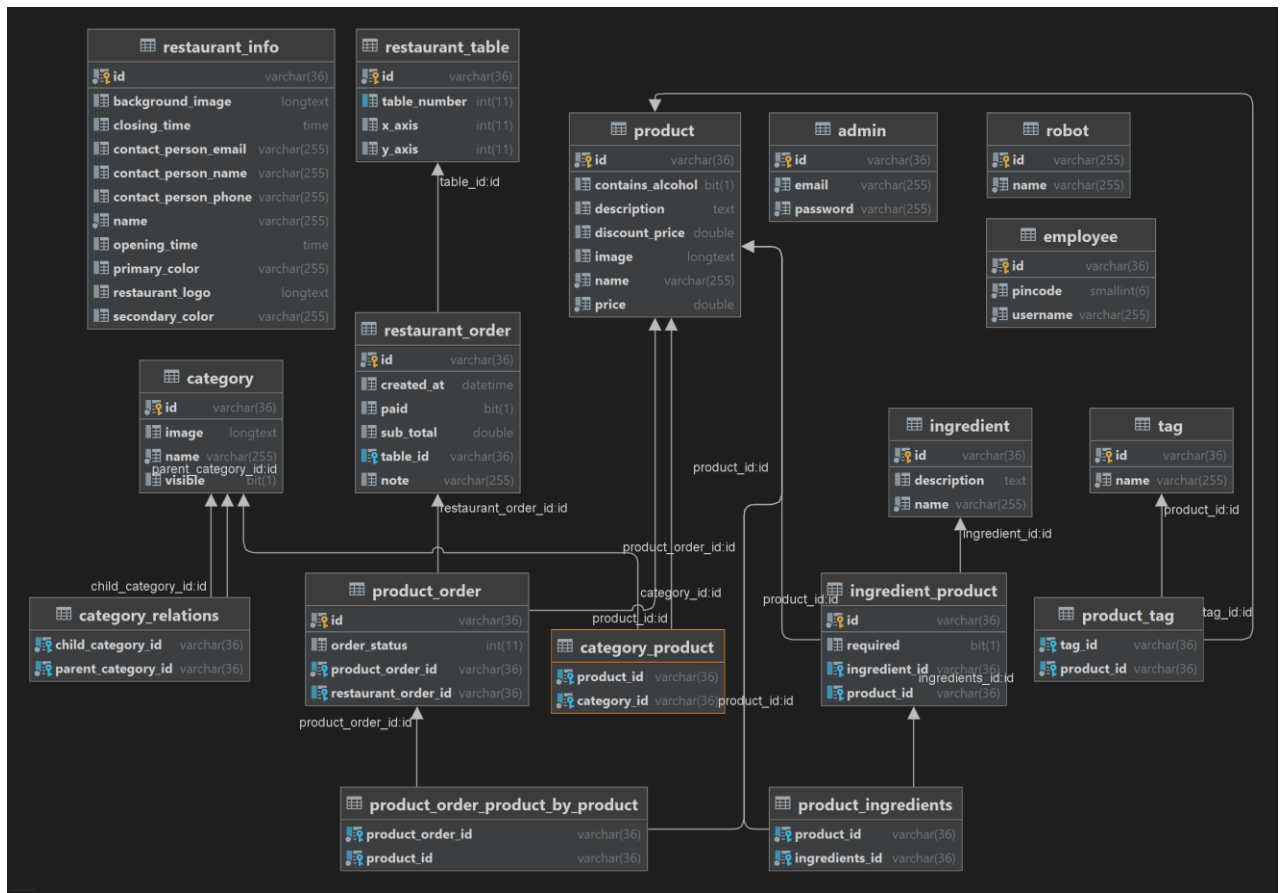 restaurant_info
id varchar(36)
background_image longtext
closing_time time
contact_person_email varchar(255)
contact_person_name varchar(255)
contact_person_phone varchar(255)
name varchar(255)
opening_time time
primary_color varchar(255)
restaurant_logo longtext
secondary_color varchar(255)
restaurant_table
id varchar(36)
table_number int(11)
x_axis int(11)
y_axis int(11)
table_id:id
product
id varchar(36)
contains_alcohol bit(1)
description text
discount_price double
image longtext
name varchar(255)
price double
admin
id varchar(36)
email varchar(255)
password varchar(255)
robot
id varchar(255)
name varchar(255)
employee
id varchar(36)
pincode smallint(6)
username varchar(255)
category
id varchar(36)
image longtext
name varchar(255)
parent_category_id:id
visible bit(1)
restaurant_order
id varchar(36)
created_at datetime
paid bit(1)
sub_total double
table_id varchar(36)
note varchar(255)
restaurant_order_id:id
ingredient
id varchar(36)
description text
name varchar(255)
ingredient_id:id
tag
id varchar(36)
name varchar(255)
product_id:id
product_id:id
product_order_id:id
child_category_id:id
category_id:id
product_id:id
product_id:id
tag_id:id
category_relations
child_category_id varchar(36)
parent_category_id varchar(36)
product_order
id varchar(36)
order_status int(11)
product_order_id varchar(36)
restaurant_order_id varchar(36)
product_order_id:id
category_product
product_id varchar(36)
category_id varchar(36)
product_id:id
ingredient_product
id varchar(36)
required bit(1)
ingredient_id varchar(36)
ingredients_id:id
product_id varchar(36)
product_tag
tag_id varchar(36)
product_id varchar(36)
product_order_product_by_product
product_order_id varchar(36)
product_id varchar(36)
product_ingredients
product_id varchar(36)
ingredients_id varchar(36)